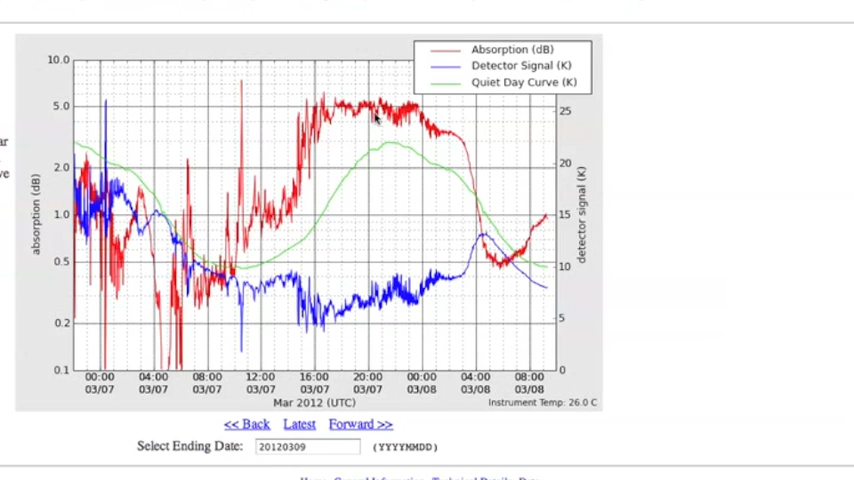 Absorption (dB)
Detector Signal (K)
Quiet Day Curve (K)
10.0
5.0
2.0
1.0
0.5
0.2
0.1
absorption (dB)
25
20
15
10
5
0
detector signal (K)
00:00 04:00 08:00 12:00 16:00 20:00 00:00 04:00 08:00
03/07 03/07 03/07 03/07 03/07 03/07 03/08 03/08 03/08
Mar 2012 (UTC)
Instrument Temp: 26.0 C
<< Back Latest Forward >>
Select Ending Date: 20120309 (YYYYMMDD)